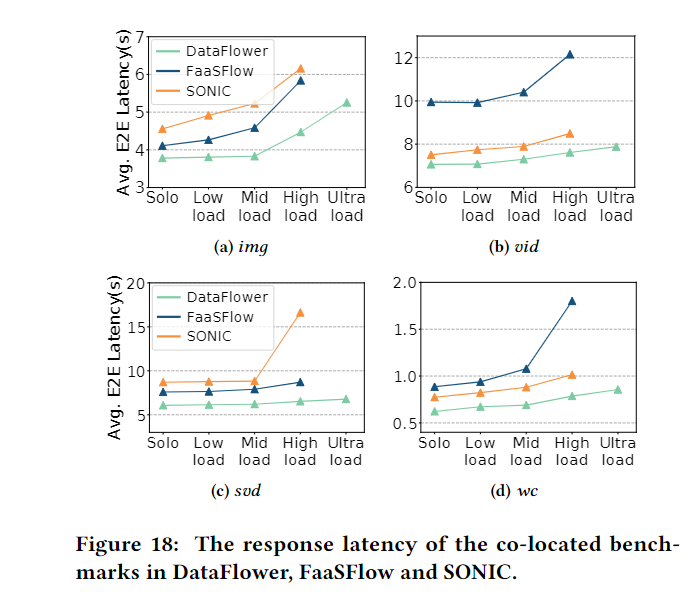 Avg. E2E Latency(s)
7
6
5
4
3
DataFlower
FaaSFlow
SONIC
Solo Low load Mid load High load Ultra load
(a) img
12
10
8
6
Solo Low load Mid load High load Ultra load
(b) vid
Avg. E2E Latency(s)
20
15
10
5
DataFlower
FaaSFlow
SONIC
Solo Low load Mid load High load Ultra load
(c) svd
2.0
1.5
1.0
0.5
Solo Low load Mid load High load Ultra load
(d) wc
Figure 18: The response latency of the co-located bench-
marks in DataFlower, FaaSFlow and SONIC.